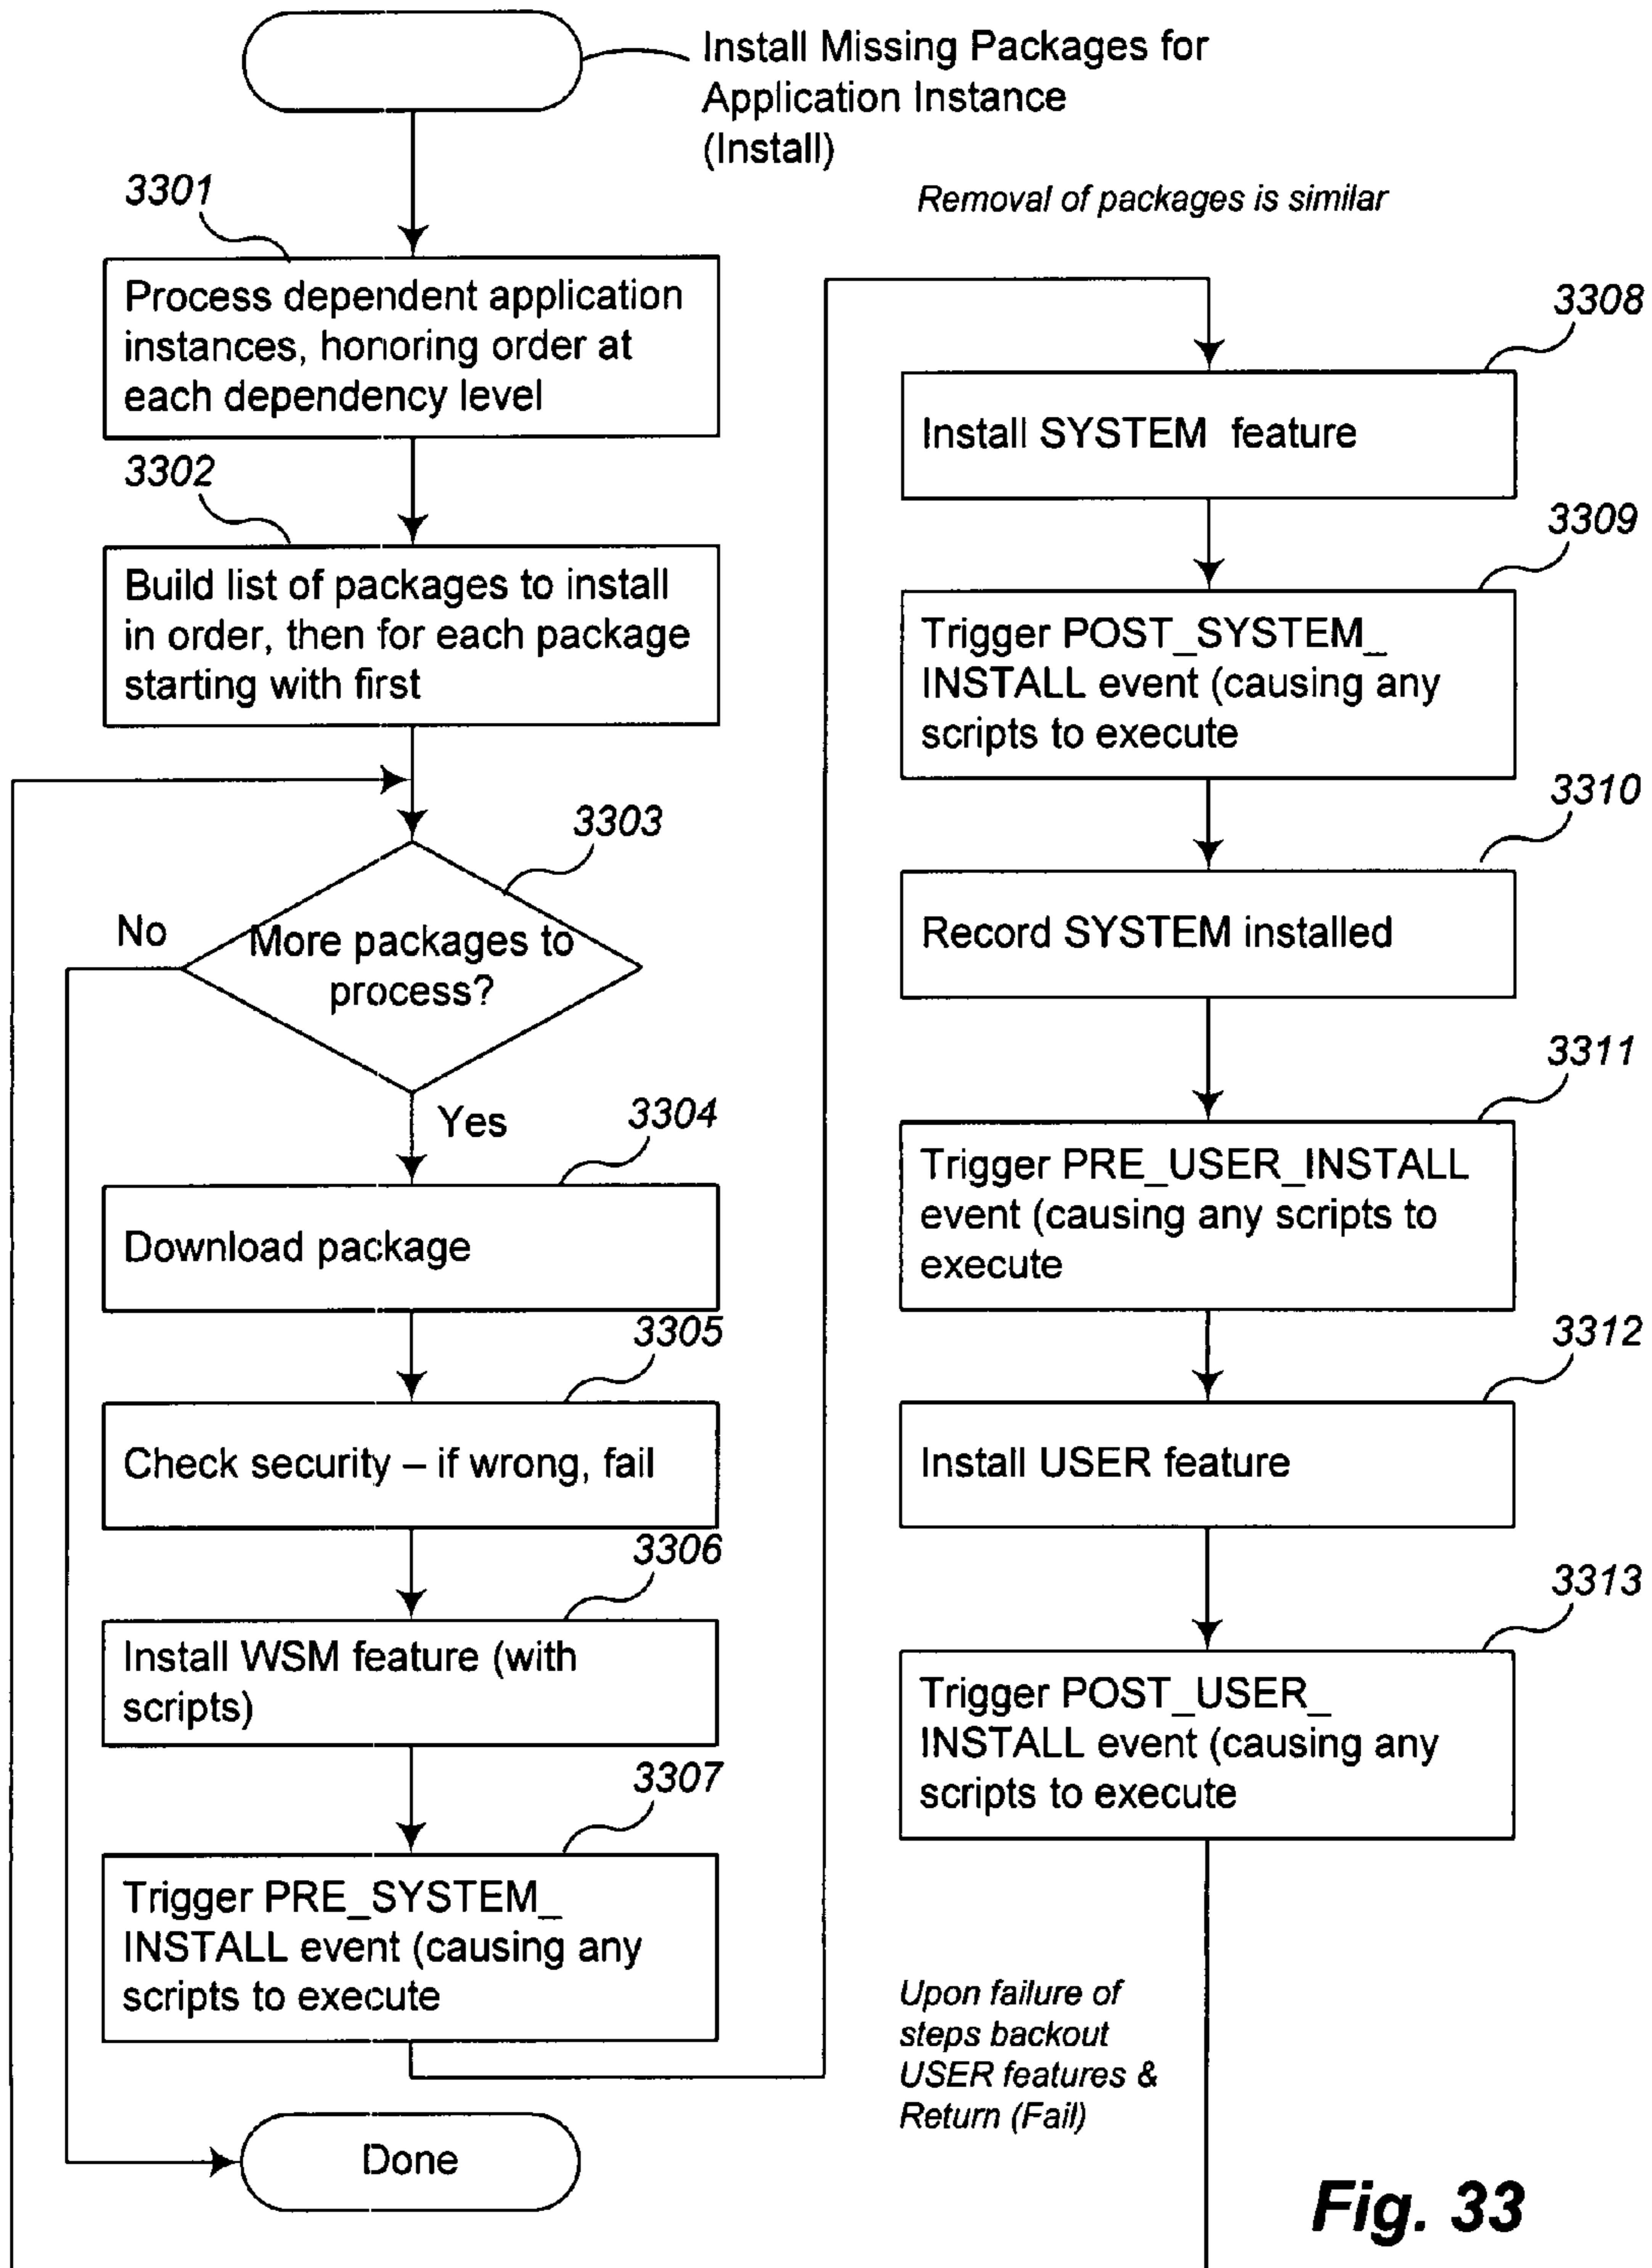 Install Missing Packages for
Application Instance
(Install)
Removal of packages is similar
3301
Process dependent application
instances, honoring order at
each dependency level
3302
Build list of packages to install
in order, then for each package
starting with first
3303
More packages to
process?
No
Yes
3304
Download package
3305
Check security – if wrong, fail
3306
Install WSM feature (with
scripts)
3307
Trigger PRE_SYSTEM_
INSTALL event (causing any
scripts to execute
Done
3308
Install SYSTEM feature
3309
Trigger POST_SYSTEM_
INSTALL event (causing any
scripts to execute
3310
Record SYSTEM installed
3311
Trigger PRE_USER_INSTALL
event (causing any scripts to
execute
3312
Install USER feature
3313
Trigger POST_USER_
INSTALL event (causing any
scripts to execute
Upon failure of
steps backout
USER features &
Return (Fail)
Fig. 33